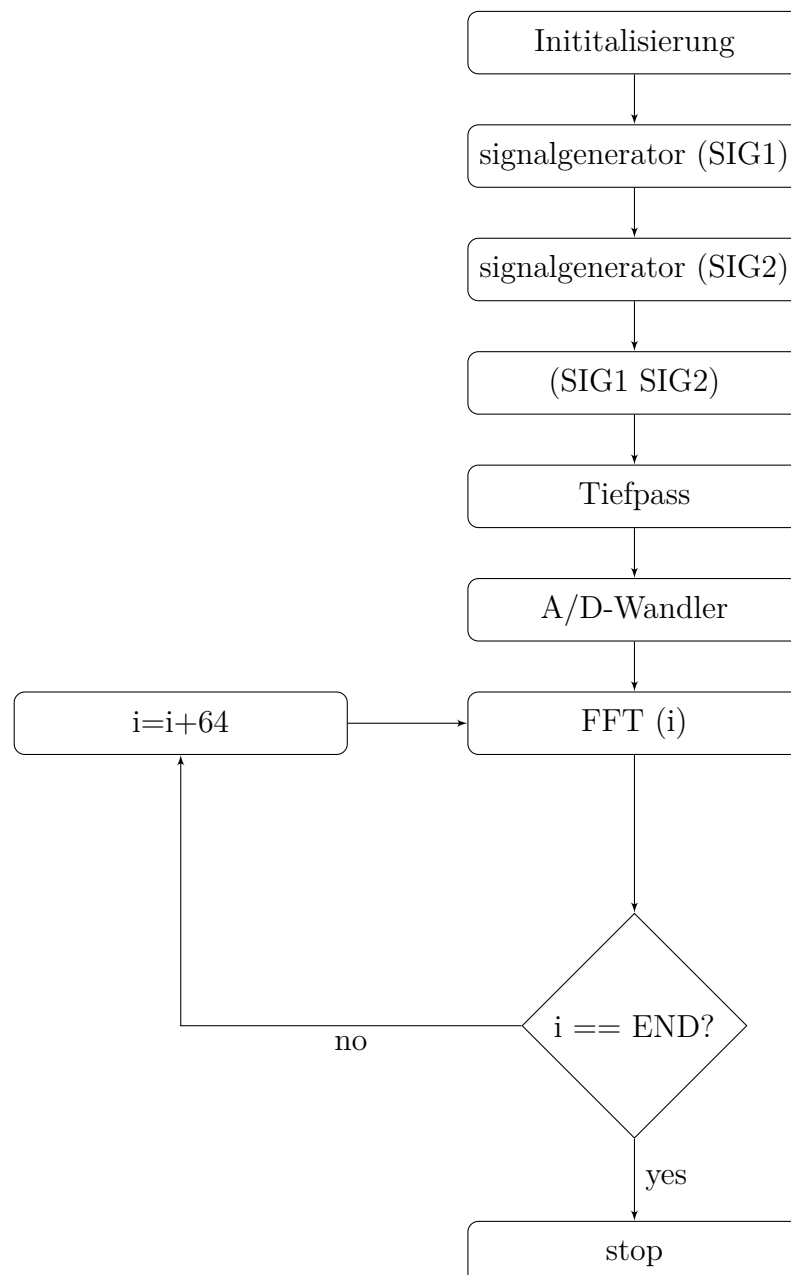 Inititalisierung
signalgenerator (SIG1)
signalgenerator (SIG2)
(SIG1 SIG2)
Tiefpass
A/D-Wandler
i=i+64
FFT (i)
i == END?
no
yes
stop